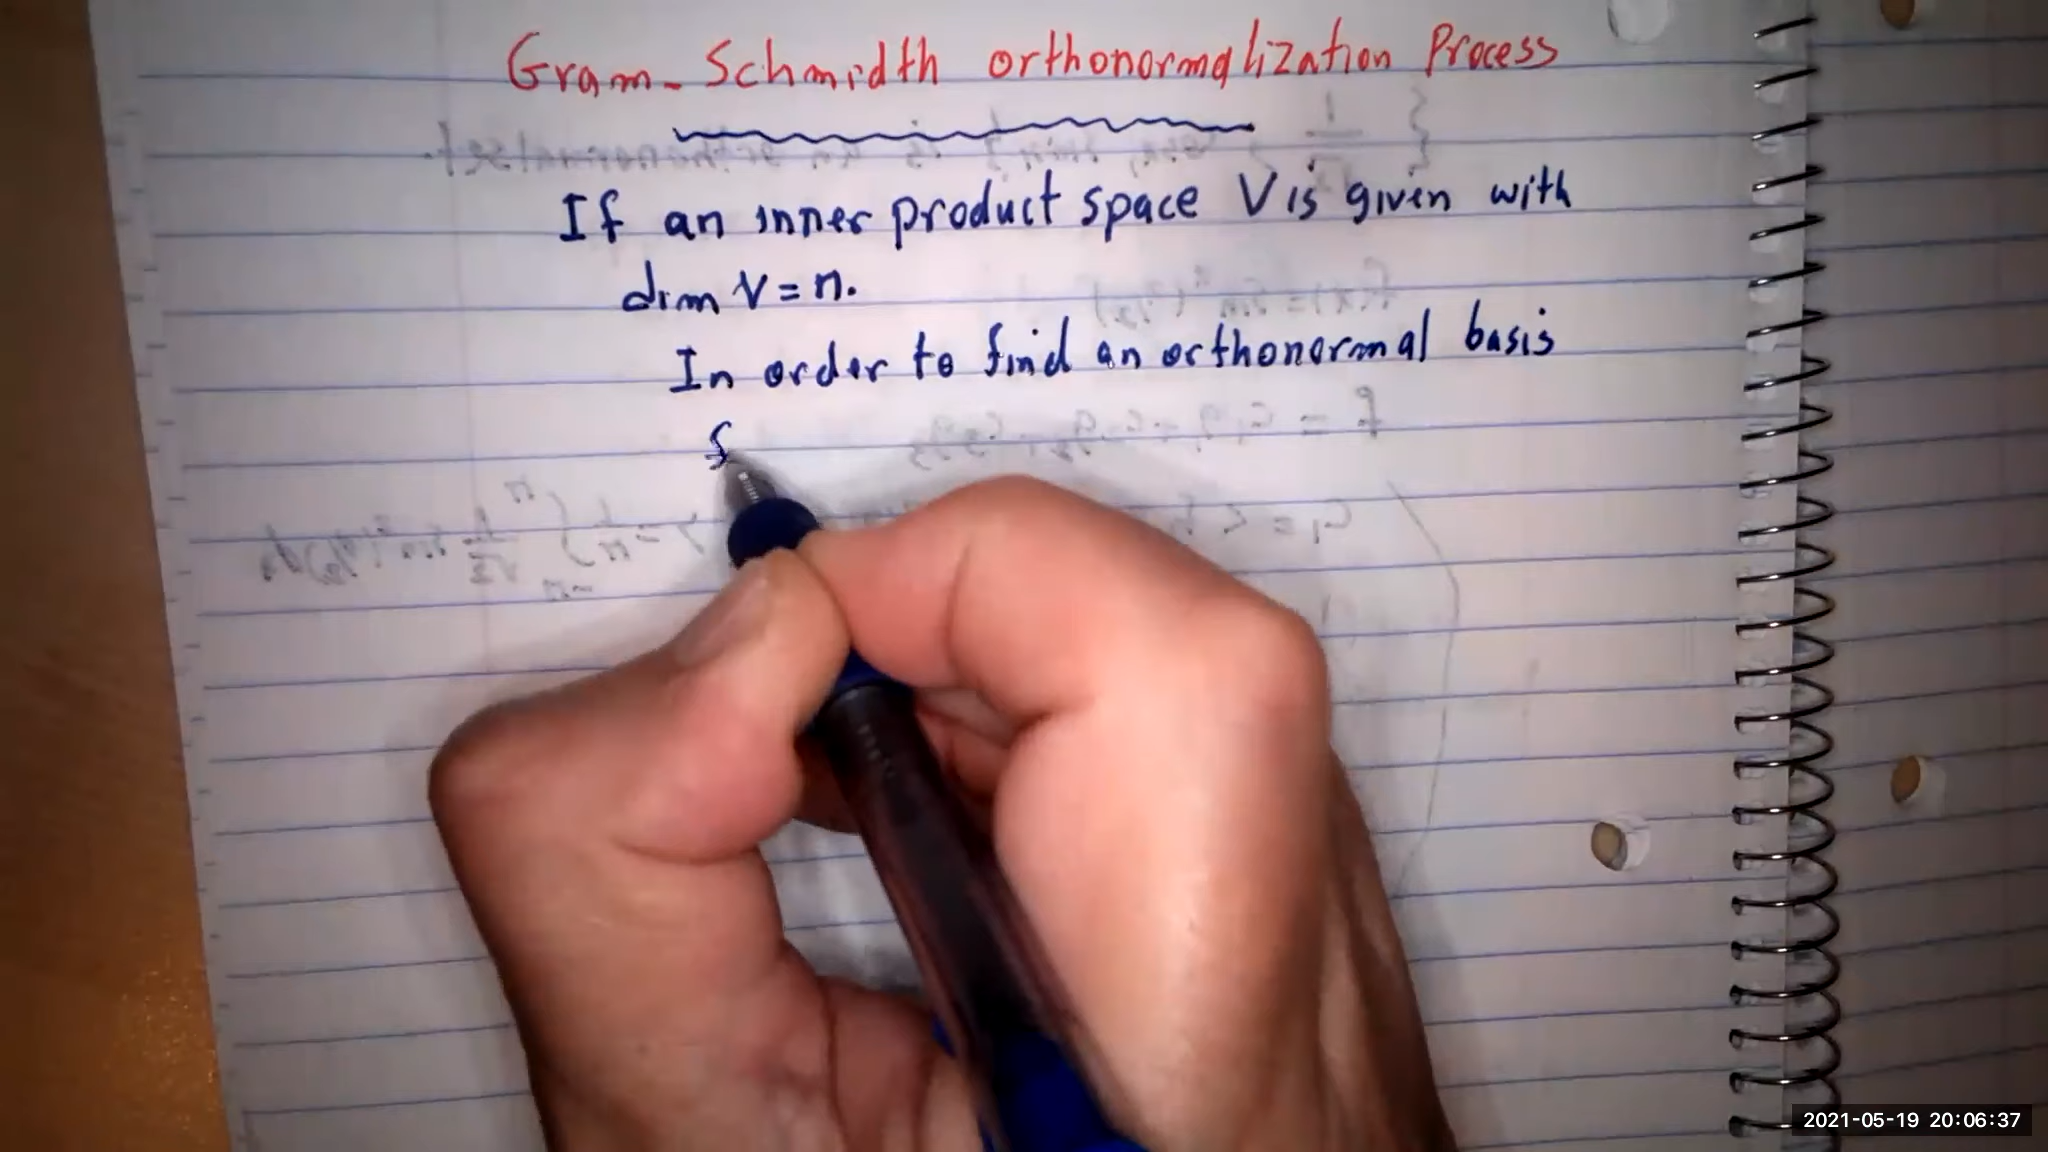 Gram-Schmidth orthonormalization Process
If an inner product space V is given with
dim V = n.
In order to find an orthonormal basis
2021-05-19 20:06:37